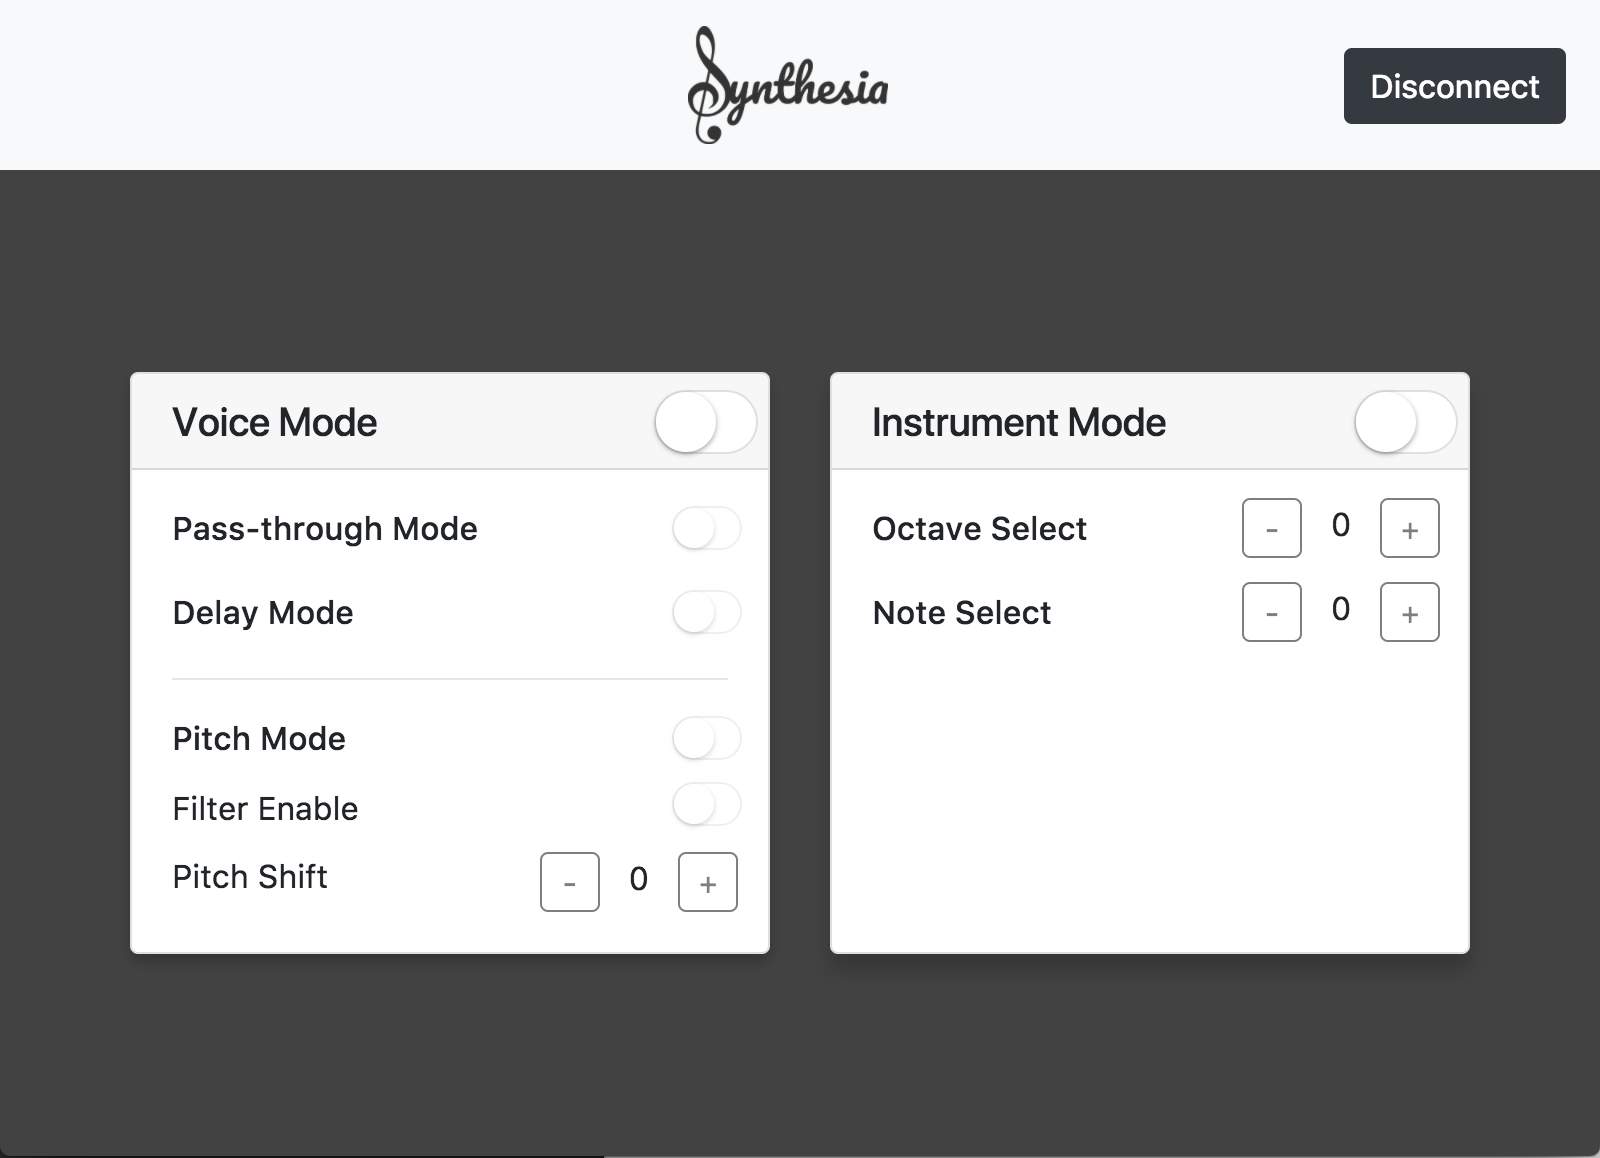 Synthesia
Disconnect
Voice Mode
Pass-through Mode
Delay Mode
Pitch Mode
Filter Enable
Pitch Shift - 0 +
Instrument Mode
Octave Select - 0 +
Note Select - 0 +